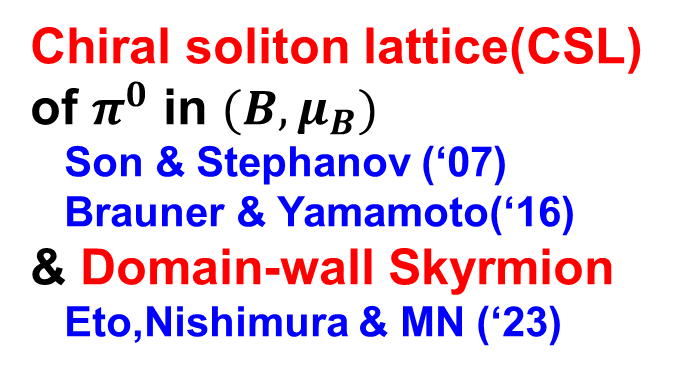 Chiral soliton lattice(CSL)
of π⁰ in (B, μ_B)
Son & Stephanov (‘07)
Brauner & Yamamoto(‘16)
& Domain-wall Skyrmion
Eto,Nishimura & MN (‘23)